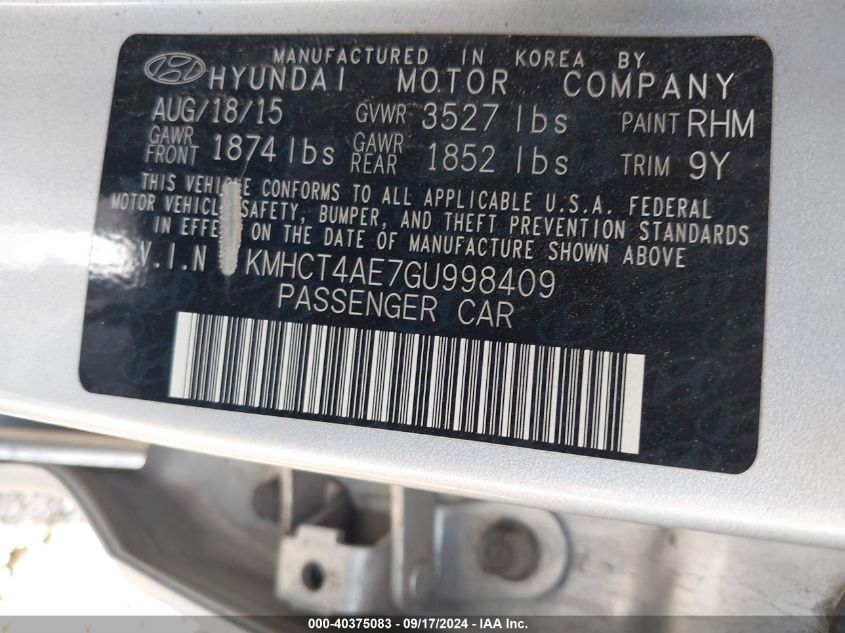 MANUFACTURED IN KOREA BY
HYUNDAI MOTOR COMPANY
AUG/18/15 GVWR 3527 lbs PAINT RHM
GAWR FRONT 1874 lbs GAWR REAR 1852 lbs TRIM 9Y
THIS VEHICLE CONFORMS TO ALL APPLICABLE U.S.A. FEDERAL
MOTOR VEHICLE SAFETY, BUMPER, AND THEFT PREVENTION STANDARDS
IN EFFECT ON THE DATE OF MANUFACTURE SHOWN ABOVE
V.I.N KMHCT4AE7GU998409
PASSENGER CAR
000-40375083 - 09/17/2024 - IAA Inc.